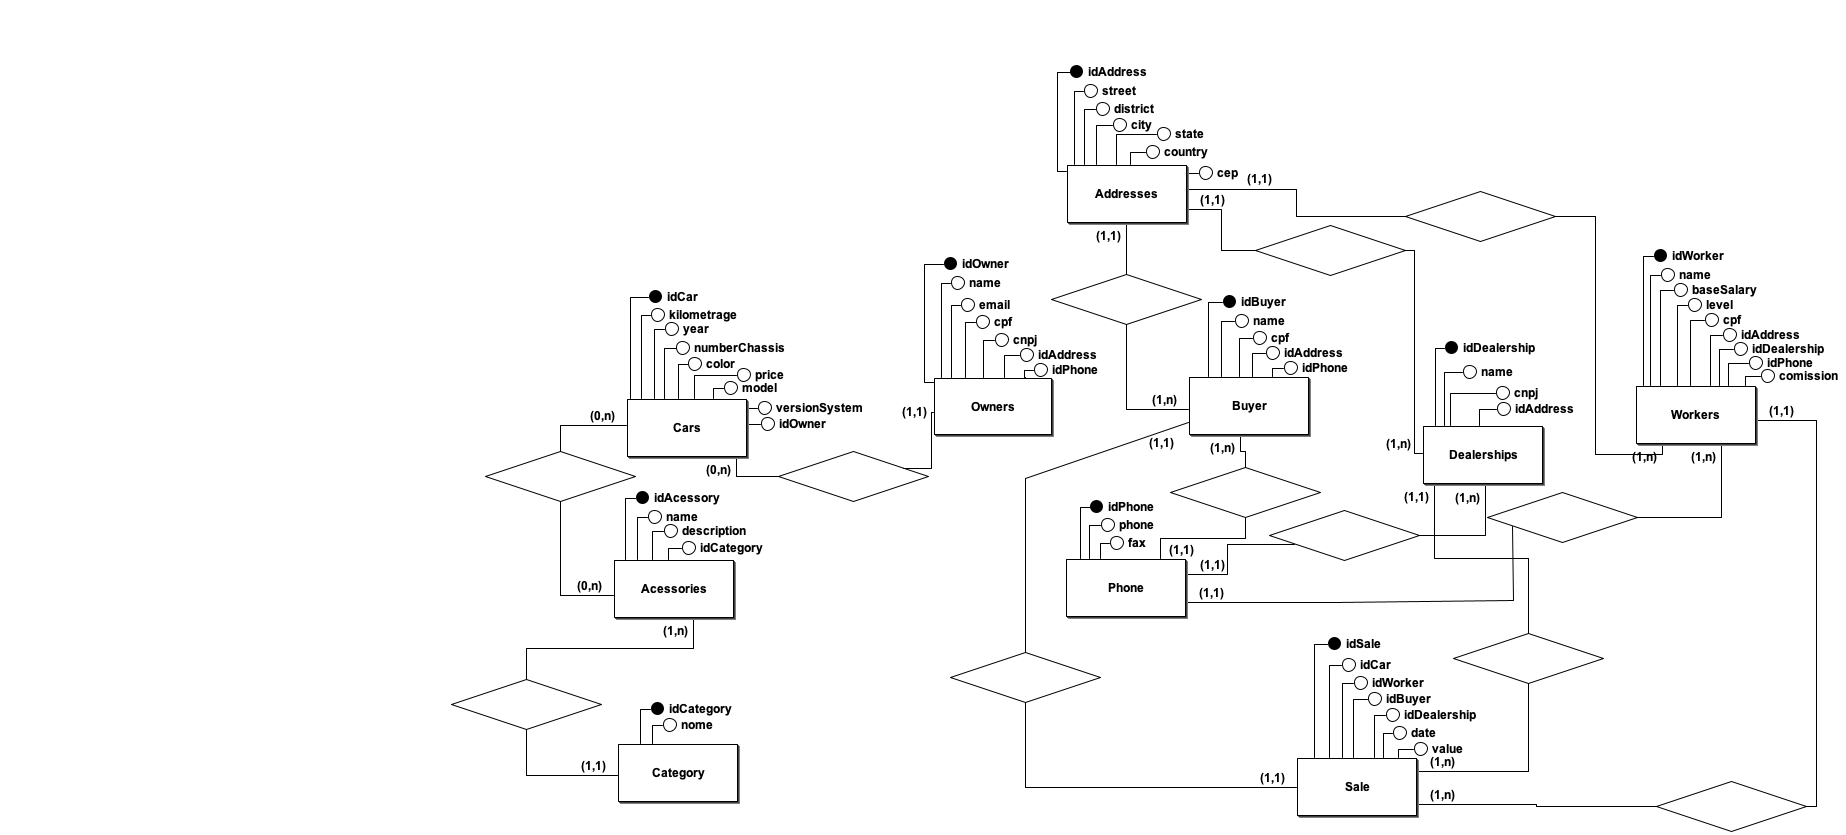 idAddress
street
district
city
state
country
cep
Addresses
(1,1)
(1,1)
(1,1)
idOwner
name
email
cpf
cnpj
idAddress
idPhone
Owners
(1,1)
idCar
kilometrage
year
numberChassis
color
price
model
versionSystem
idOwner
Cars
(0,n)
(0,n)
idBuyer
name
cpf
idAddress
idPhone
Buyer
(1,n)
(1,1)
(1,n)
idDealership
name
cnpj
idAddress
Dealerships
(1,n)
(1,1)
(1,n)
idWorker
name
baseSalary
level
cpf
idAddress
idDealership
idPhone
comission
Workers
(1,1)
(1,n)
(1,n)
idAcessory
name
description
idCategory
Acessories
(0,n)
(1,n)
idPhone
phone
fax
Phone
(1,1)
(1,1)
(1,1)
idCategory
nome
Category
(1,1)
idSale
idCar
idWorker
idBuyer
idDealership
date
value
Sale
(1,n)
(1,1)
(1,n)